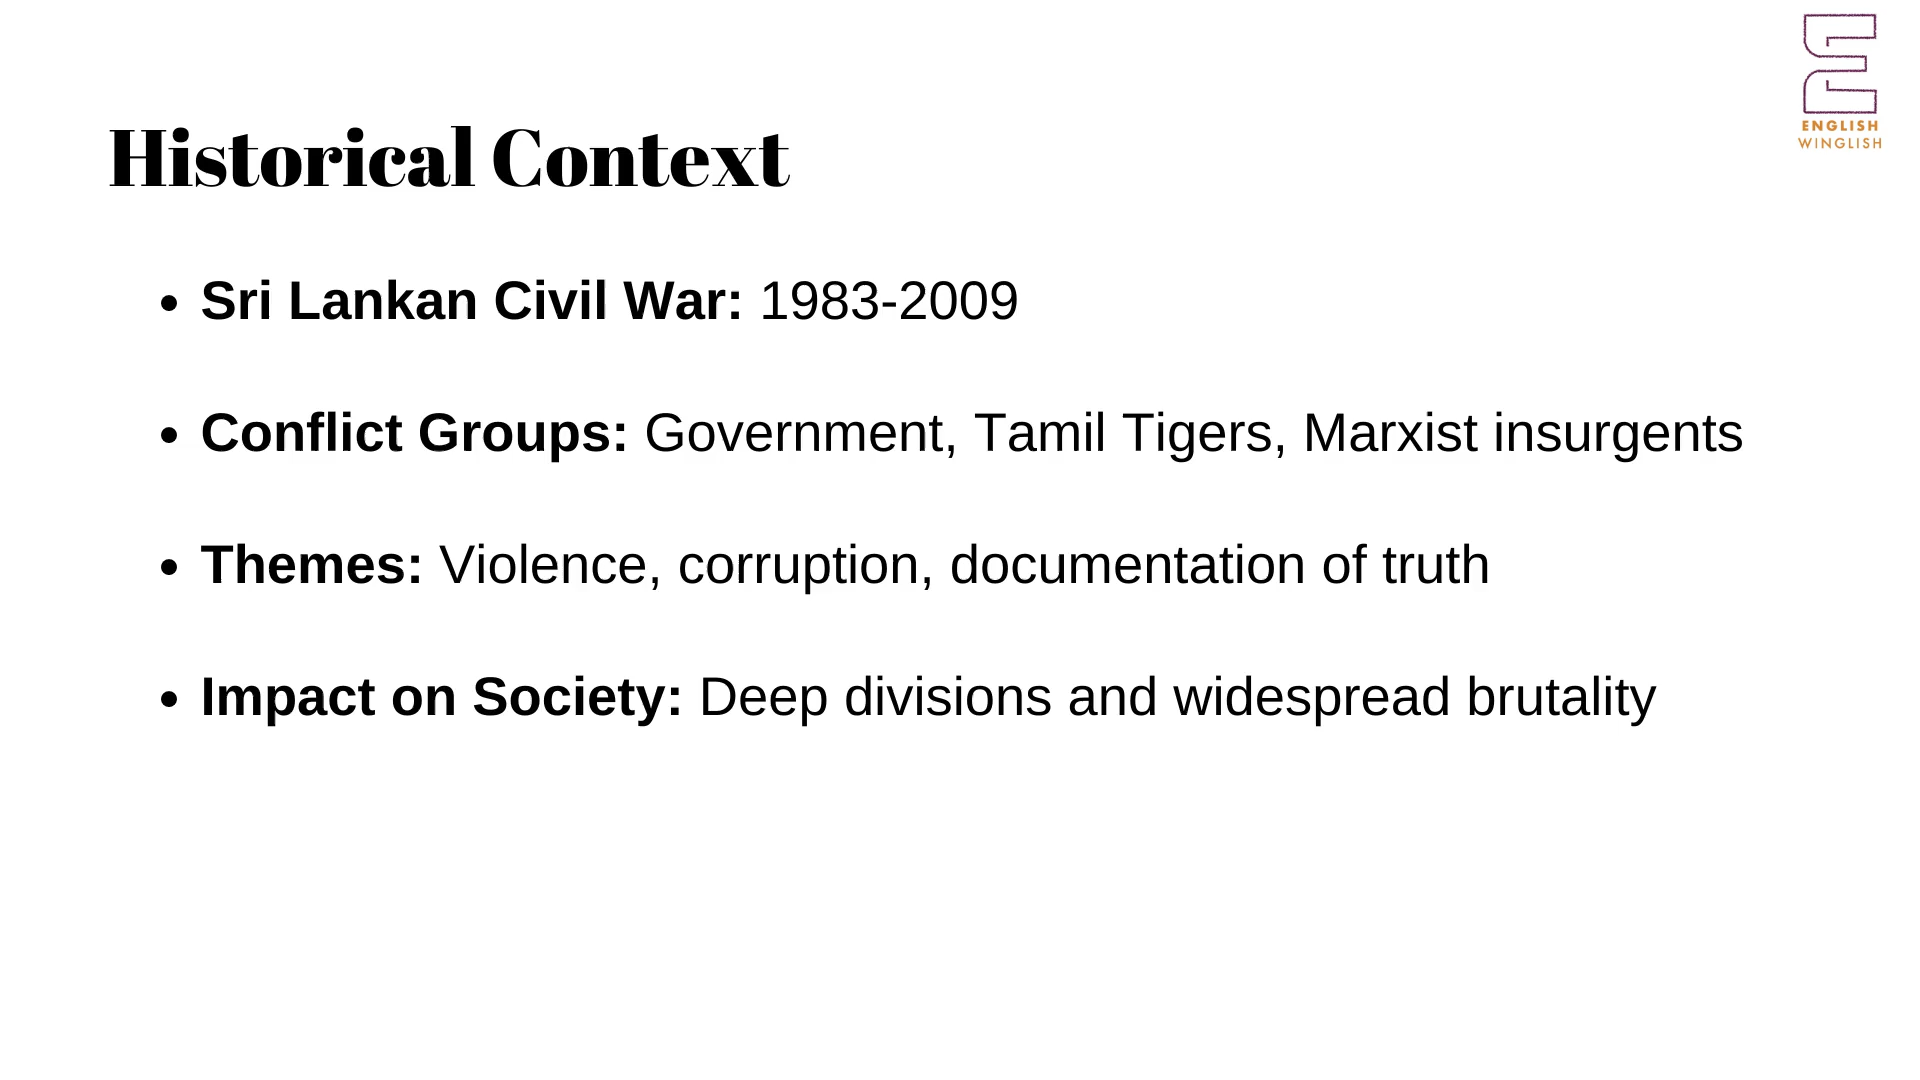 ENGLISH
WINGLISH
Historical Context
• Sri Lankan Civil War: 1983-2009
• Conflict Groups: Government, Tamil Tigers, Marxist insurgents
• Themes: Violence, corruption, documentation of truth
• Impact on Society: Deep divisions and widespread brutality